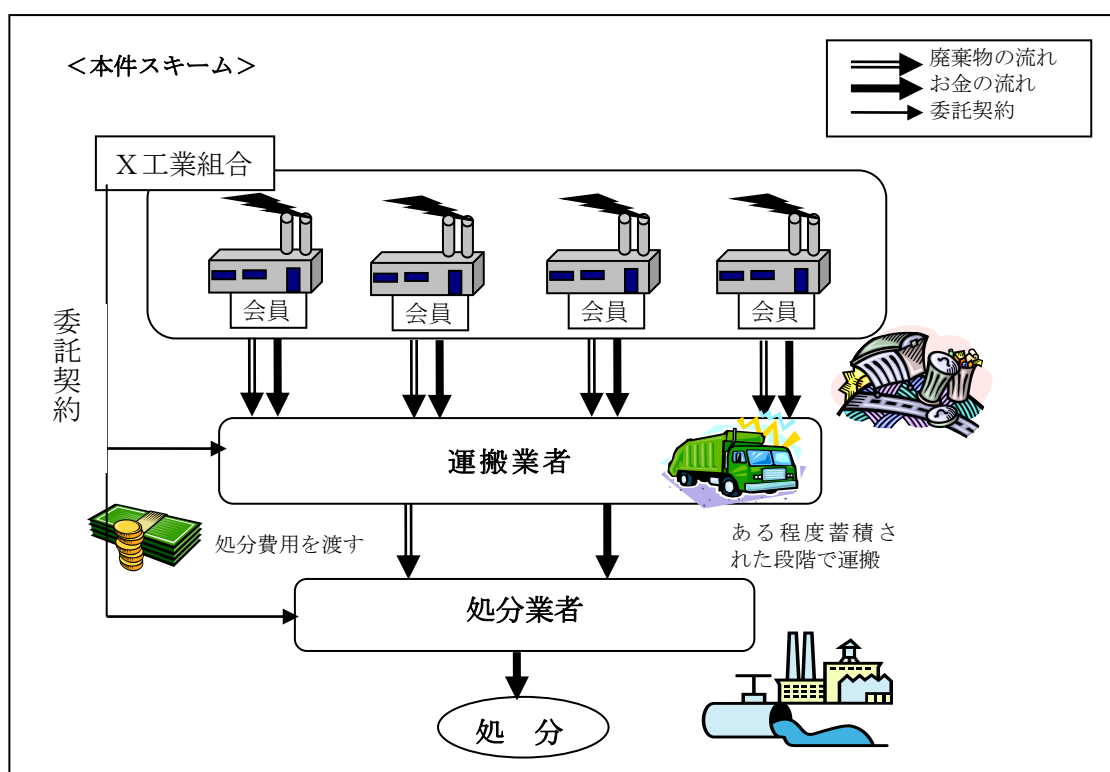 ＜本件スキーム＞
廃棄物の流れ
お金の流れ
委託契約
Ｘ工業組合
会員
会員
会員
会員
委託契約
運搬業者
処分費用を渡す
ある程度蓄積さ
れた段階で運搬
処分業者
処　分